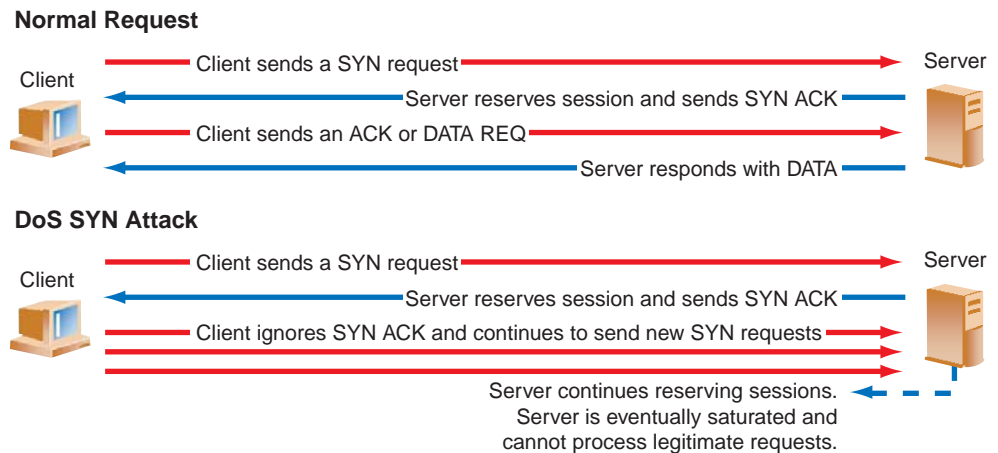 Normal Request
Client
Client sends a SYN request
Server
Server reserves session and sends SYN ACK
Client sends an ACK or DATA REQ
Server responds with DATA
DoS SYN Attack
Client
Client sends a SYN request
Server
Server reserves session and sends SYN ACK
Client ignores SYN ACK and continues to send new SYN requests
Server continues reserving sessions.
Server is eventually saturated and
cannot process legitimate requests.